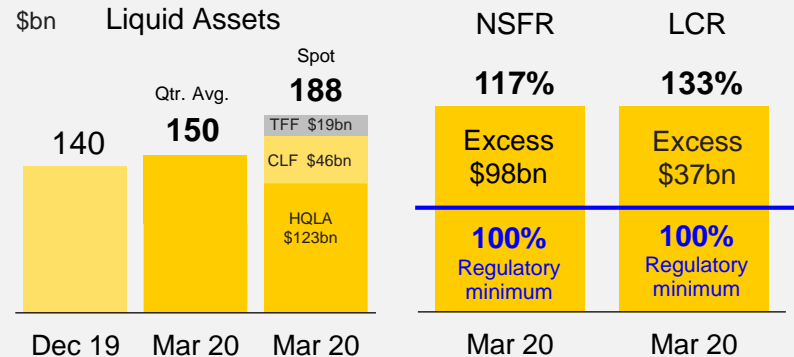 $bn
Liquid Assets
140
Qtr. Avg.
150
Spot
188
TFF $19bn
CLF $46bn
HQLA
$123bn
Dec 19
Mar 20
Mar 20
NSFR
LCR
117%
133%
Excess
$98bn
Excess
$37bn
100%
Regulatory
minimum
100%
Regulatory
minimum
Mar 20
Mar 20